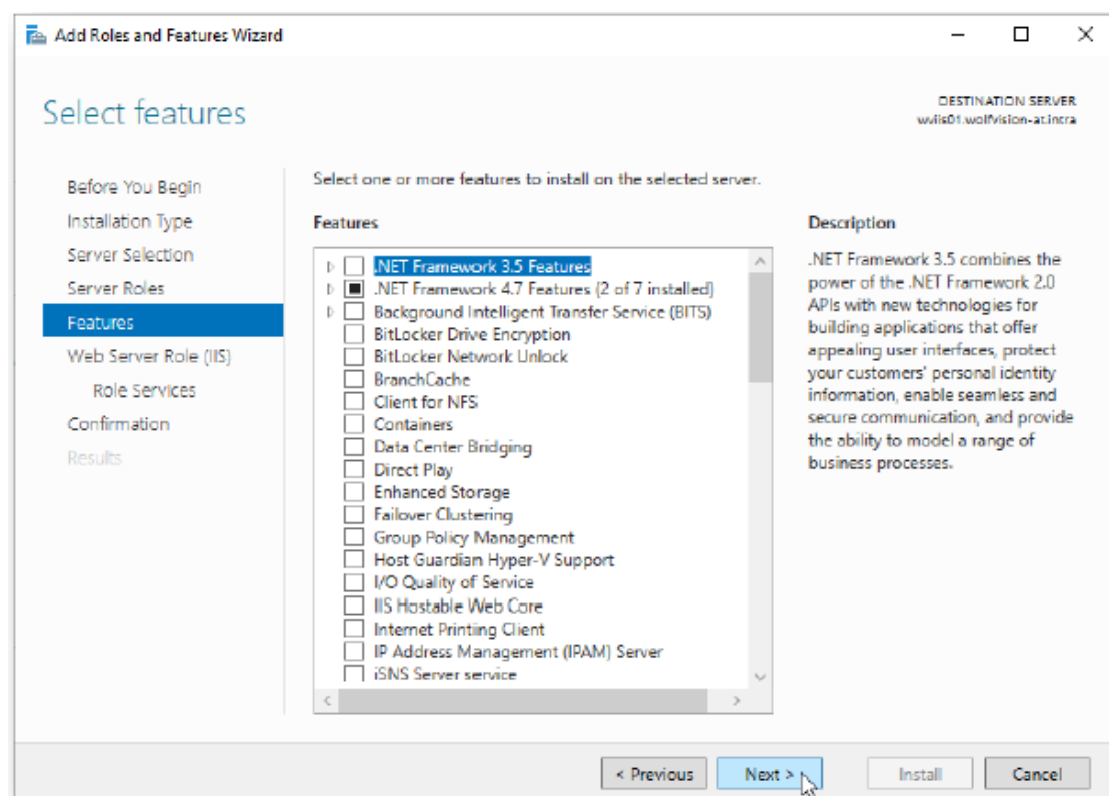 Add Roles and Features Wizard
Select features
DESTINATION SERVER
wviis01.wolfvision-at.intra
Before You Begin
Installation Type
Server Selection
Server Roles
Features
Web Server Role (IIS)
Role Services
Confirmation
Results
Select one or more features to install on the selected server.
Features
.NET Framework 3.5 Features
.NET Framework 4.7 Features (2 of 7 installed)
Background Intelligent Transfer Service (BITS)
BitLocker Drive Encryption
BitLocker Network Unlock
BranchCache
Client for NFS
Containers
Data Center Bridging
Direct Play
Enhanced Storage
Failover Clustering
Group Policy Management
Host Guardian Hyper-V Support
I/O Quality of Service
IIS Hostable Web Core
Internet Printing Client
IP Address Management (IPAM) Server
iSNS Server service
Description
.NET Framework 3.5 combines the
power of the .NET Framework 2.0
APIs with new technologies for
building applications that offer
appealing user interfaces, protect
your customers' personal identity
information, enable seamless and
secure communication, and provide
the ability to model a range of
business processes.
< Previous
Next >
Install
Cancel